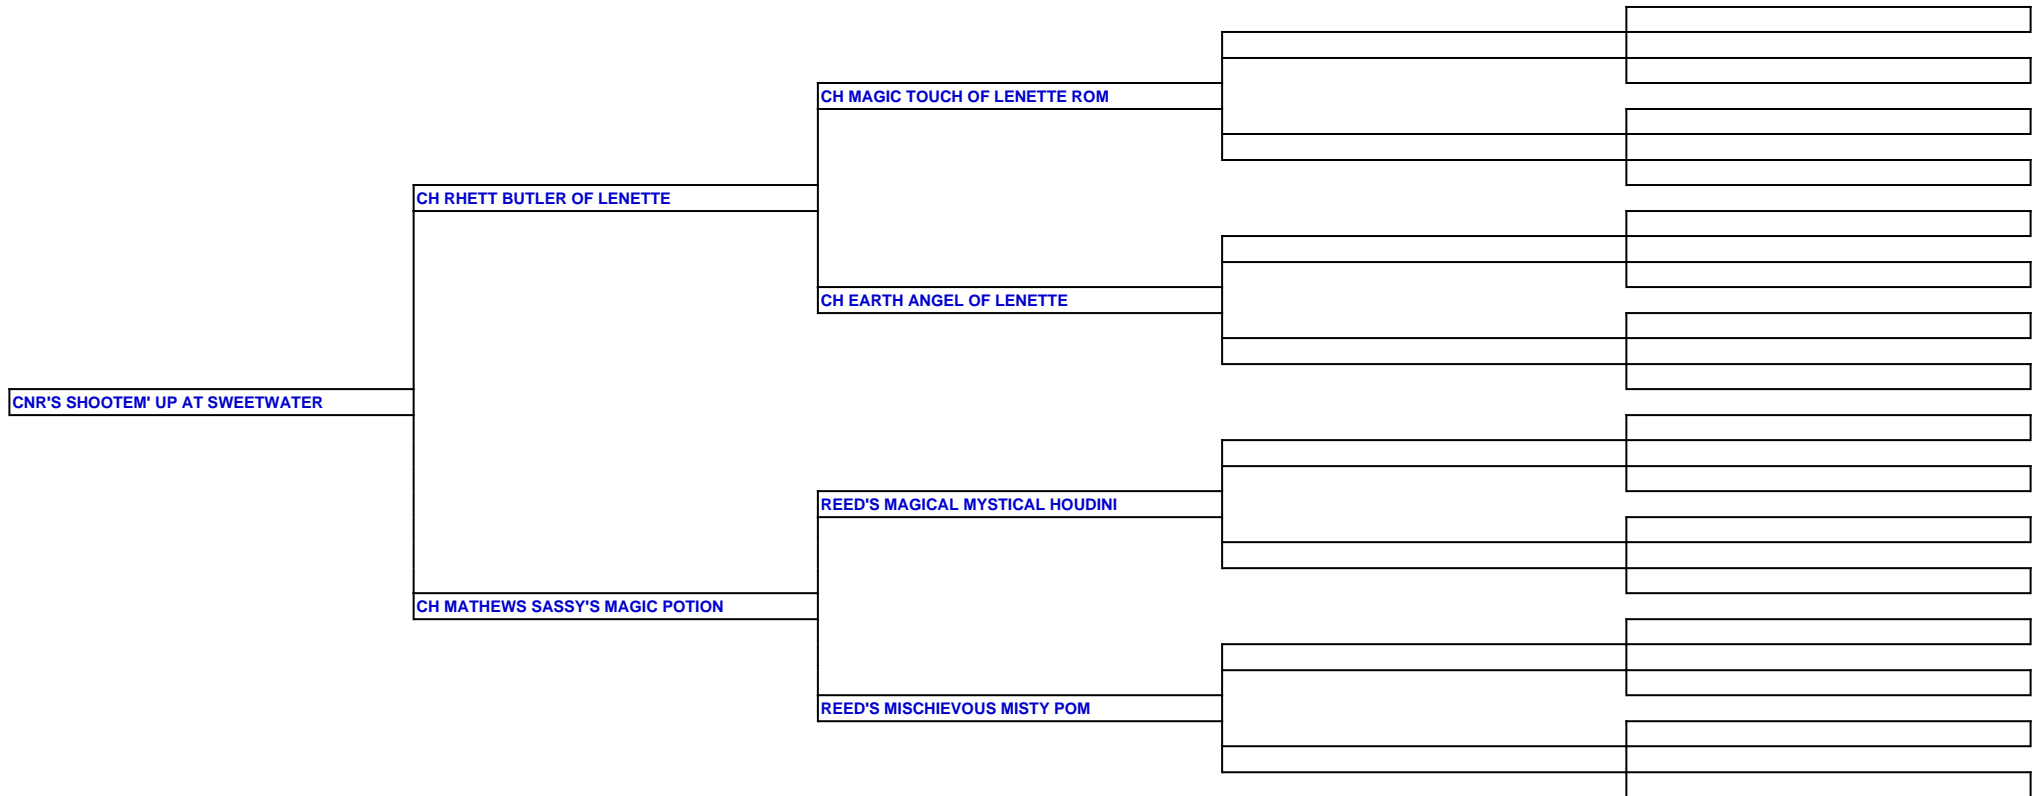 CH MAGIC TOUCH OF LENETTE ROM
CH RHETT BUTLER OF LENETTE
CH EARTH ANGEL OF LENETTE
CNR'S SHOOTEM' UP AT SWEETWATER
REED'S MAGICAL MYSTICAL HOUDINI
CH MATHEWS SASSY'S MAGIC POTION
REED'S MISCHIEVOUS MISTY POM